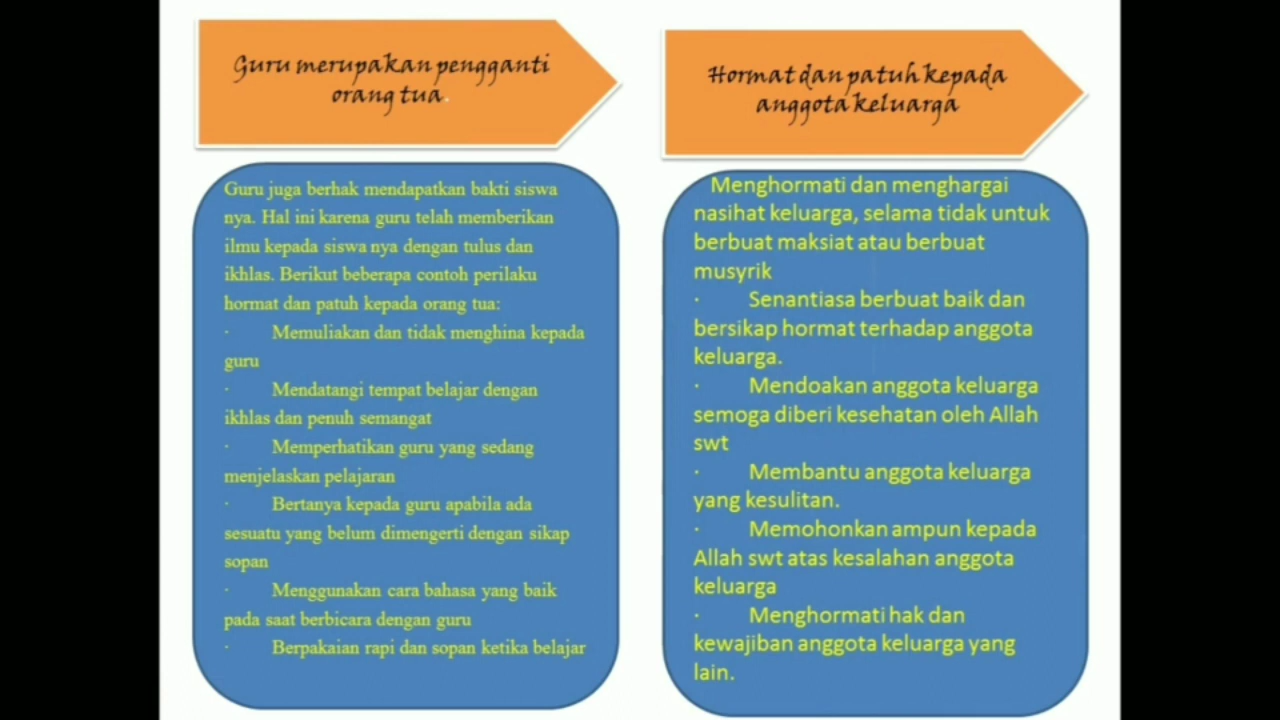 Guru merupakan pengganti
orang tua.
Guru juga berhak mendapatkan bakti siswa
nya. Hal ini karena guru telah memberikan
ilmu kepada siswa nya dengan tulus dan
ikhlas. Berikut beberapa contoh perilaku
hormat dan patuh kepada orang tua:
· Memuliakan dan tidak menghina kepada
guru
· Mendatangi tempat belajar dengan
ikhlas dan penuh semangat
· Memperhatikan guru yang sedang
menjelaskan pelajaran
· Bertanya kepada guru apabila ada
sesuatu yang belum dimengerti dengan sikap
sopan
· Menggunakan cara bahasa yang baik
pada saat berbicara dengan guru
· Berpakaian rapi dan sopan ketika belajar
Hormat dan patuh kepada
anggota keluarga
Menghormati dan menghargai
nasihat keluarga, selama tidak untuk
berbuat maksiat atau berbuat
musyrik
· Senantiasa berbuat baik dan
bersikap hormat terhadap anggota
keluarga.
· Mendoakan anggota keluarga
semoga diberi kesehatan oleh Allah
swt
· Membantu anggota keluarga
yang kesulitan.
· Memohonkan ampun kepada
Allah swt atas kesalahan anggota
keluarga
· Menghormati hak dan
kewajiban anggota keluarga yang
lain.